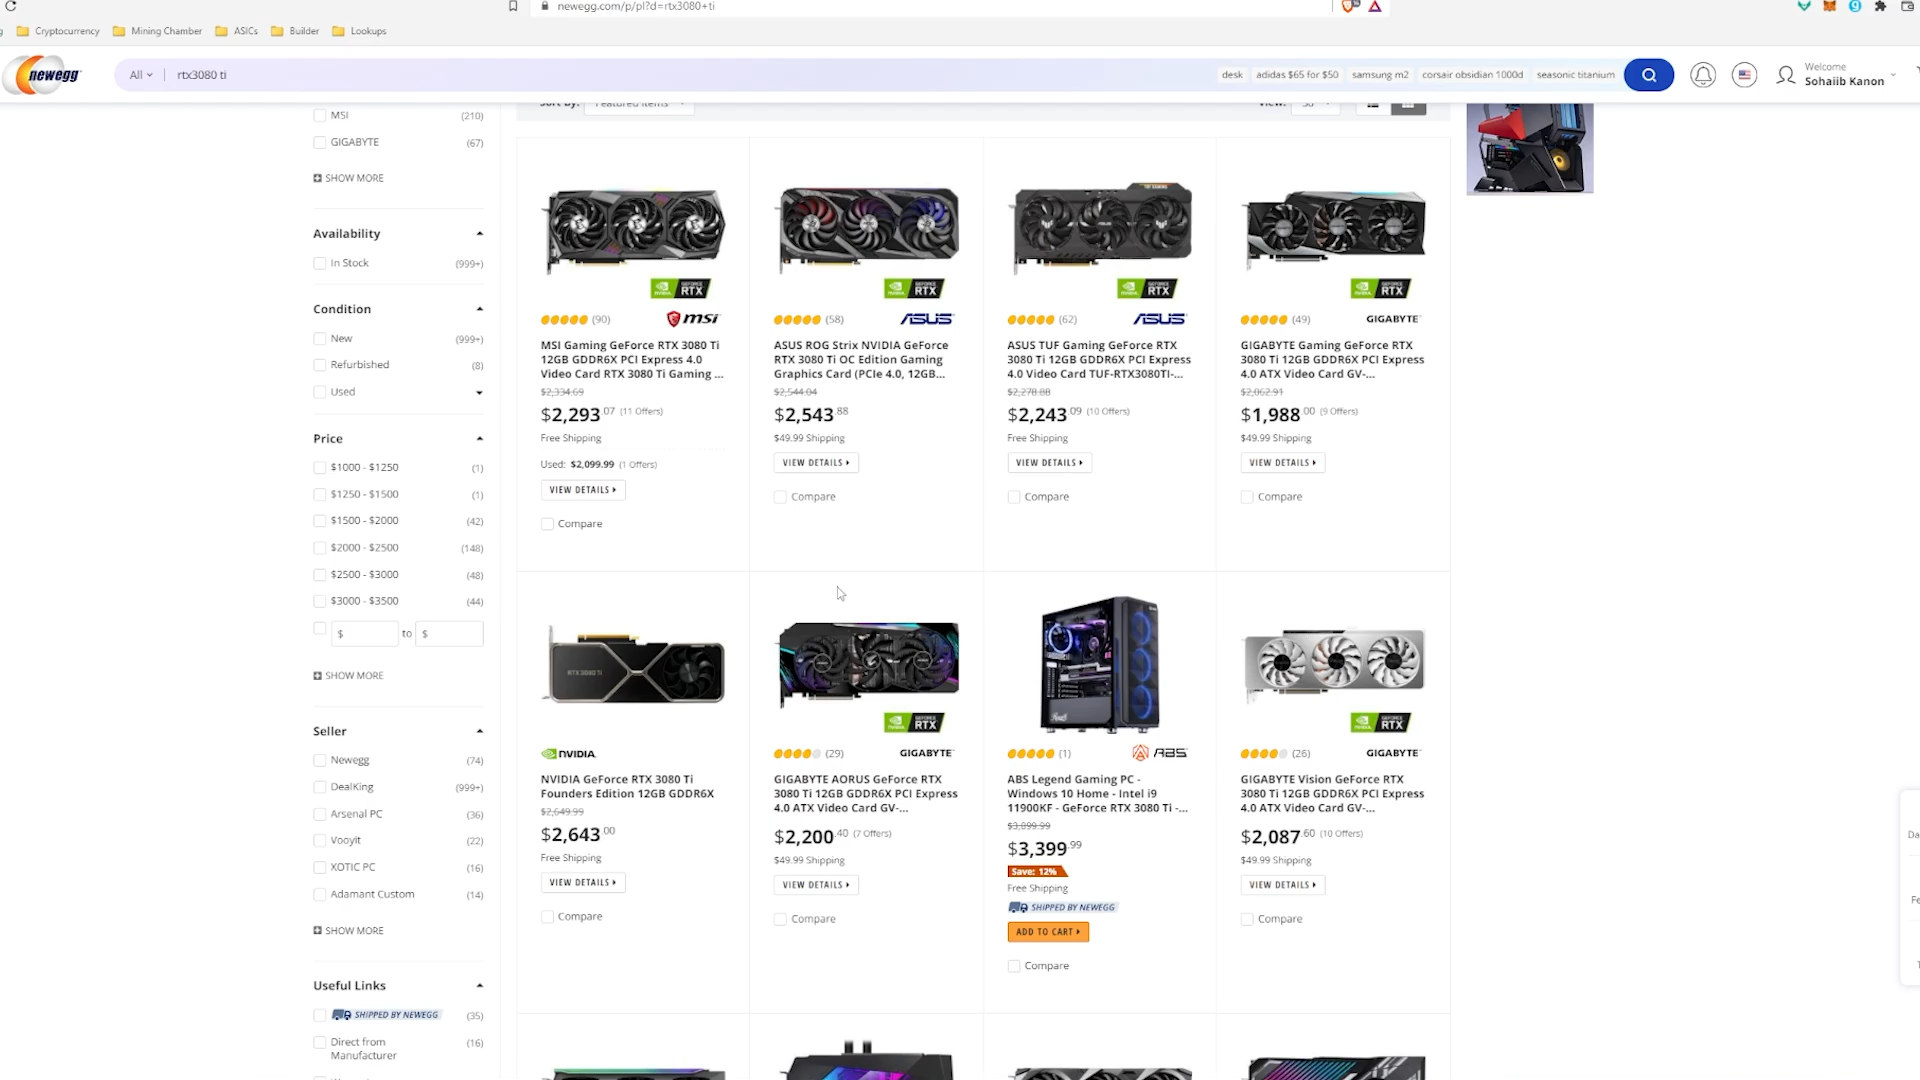 newegg.com/p/pl?d=rtx3080+ti
Cryptocurrency
Mining Chamber
ASICs
Builder
Lookups
newegg
All
rtx3080 ti
desk
adidas $65 for $50
samsung m2
corsair obsidian 1000d
seasonic titanium
Welcome
Sohaiib Kanon
MSI (210)
GIGABYTE (67)
SHOW MORE
Availability
In Stock (999+)
Condition
New (999+)
Refurbished (8)
Used
Price
$1000 - $1250 (1)
$1250 - $1500 (1)
$1500 - $2000 (42)
$2000 - $2500 (148)
$2500 - $3000 (48)
$3000 - $3500 (44)
$ to $
SHOW MORE
Seller
Newegg (74)
DealKing (999+)
Arsenal PC (36)
Vooyit (22)
XOTIC PC (16)
Adamant Custom (14)
SHOW MORE
Useful Links
SHIPPED BY NEWEGG (35)
Direct from (16)
Manufacturer
Sort By: Featured Items
View:
GEFORCE RTX
(90) msi
MSI Gaming GeForce RTX 3080 Ti
12GB GDDR6X PCI Express 4.0
Video Card RTX 3080 Ti Gaming ...
$2,334.69
$2,293.07 (11 Offers)
Free Shipping
Used: $2,099.99 (1 Offers)
VIEW DETAILS
Compare
GEFORCE RTX
(58) ASUS
ASUS ROG Strix NVIDIA GeForce
RTX 3080 Ti OC Edition Gaming
Graphics Card (PCIe 4.0, 12GB...
$2,544.04
$2,543.88
$49.99 Shipping
VIEW DETAILS
Compare
GEFORCE RTX
(62) ASUS
ASUS TUF Gaming GeForce RTX
3080 Ti 12GB GDDR6X PCI Express
4.0 Video Card TUF-RTX3080TI-...
$2,278.88
$2,243.09 (10 Offers)
Free Shipping
VIEW DETAILS
Compare
GEFORCE RTX
(49) GIGABYTE
GIGABYTE Gaming GeForce RTX
3080 Ti 12GB GDDR6X PCI Express
4.0 ATX Video Card GV-...
$2,062.91
$1,988.00 (9 Offers)
$49.99 Shipping
VIEW DETAILS
Compare
RTX 3080 Ti
NVIDIA
NVIDIA GeForce RTX 3080 Ti
Founders Edition 12GB GDDR6X
$2,649.99
$2,643.00
Free Shipping
VIEW DETAILS
Compare
GEFORCE RTX
(29) GIGABYTE
GIGABYTE AORUS GeForce RTX
3080 Ti 12GB GDDR6X PCI Express
4.0 ATX Video Card GV-...
$2,200.40 (7 Offers)
$49.99 Shipping
VIEW DETAILS
Compare
(1) ABS
ABS Legend Gaming PC -
Windows 10 Home - Intel i9
11900KF - GeForce RTX 3080 Ti -...
$3,899.99
$3,399.99
Save: 12%
Free Shipping
SHIPPED BY NEWEGG
ADD TO CART
Compare
GEFORCE RTX
(26) GIGABYTE
GIGABYTE Vision GeForce RTX
3080 Ti 12GB GDDR6X PCI Express
4.0 ATX Video Card GV-...
$2,087.60 (10 Offers)
$49.99 Shipping
VIEW DETAILS
Compare
Da
Fe